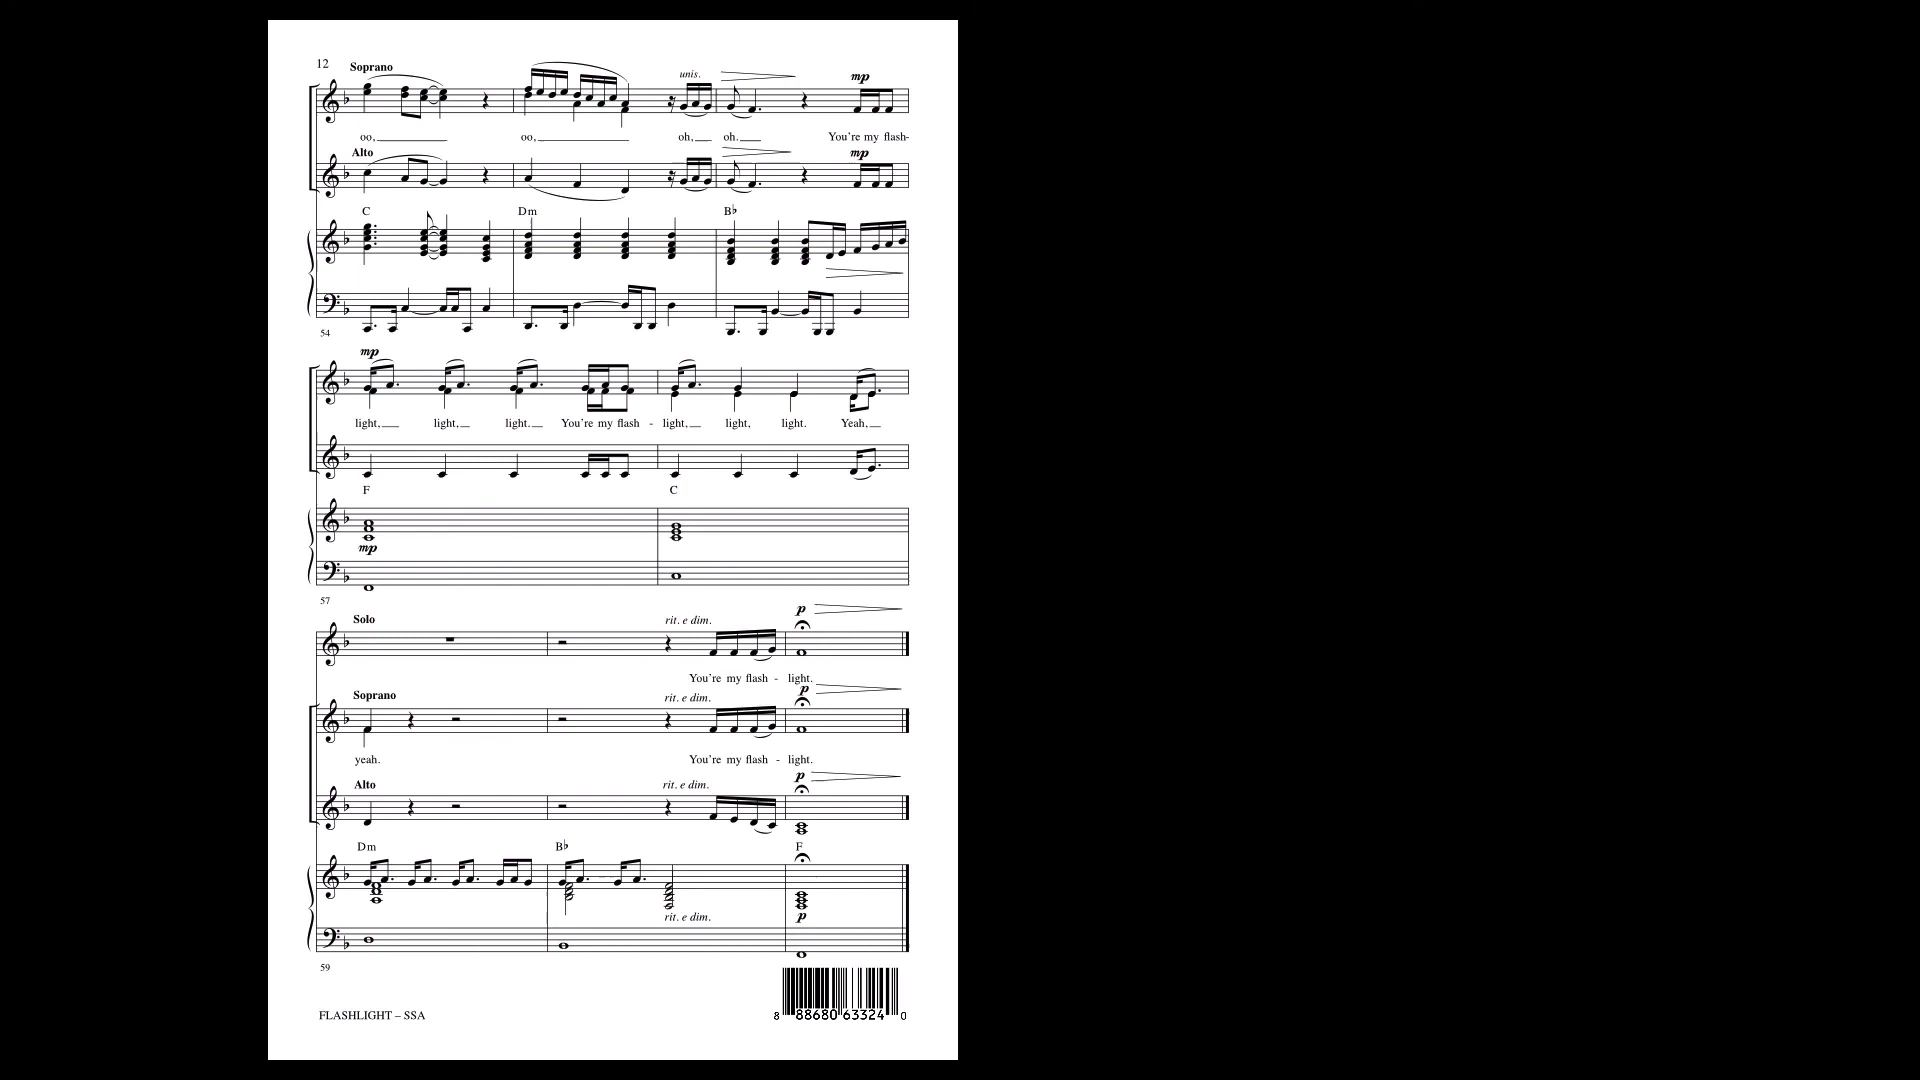 12
Soprano
unis.
mp
oo, oo, oh, oh. You're my flash-
Alto
mp
C Dm B♭
54
mp
light, light, light. You're my flash - light, light, light. Yeah,
F C
mp
57
p
Solo rit. e dim.
You're my flash - light.
p
Soprano rit. e dim.
yeah. You're my flash - light.
p
Alto rit. e dim.
Dm B♭ F
rit. e dim. p
59
FLASHLIGHT – SSA
8 88680 63324 0